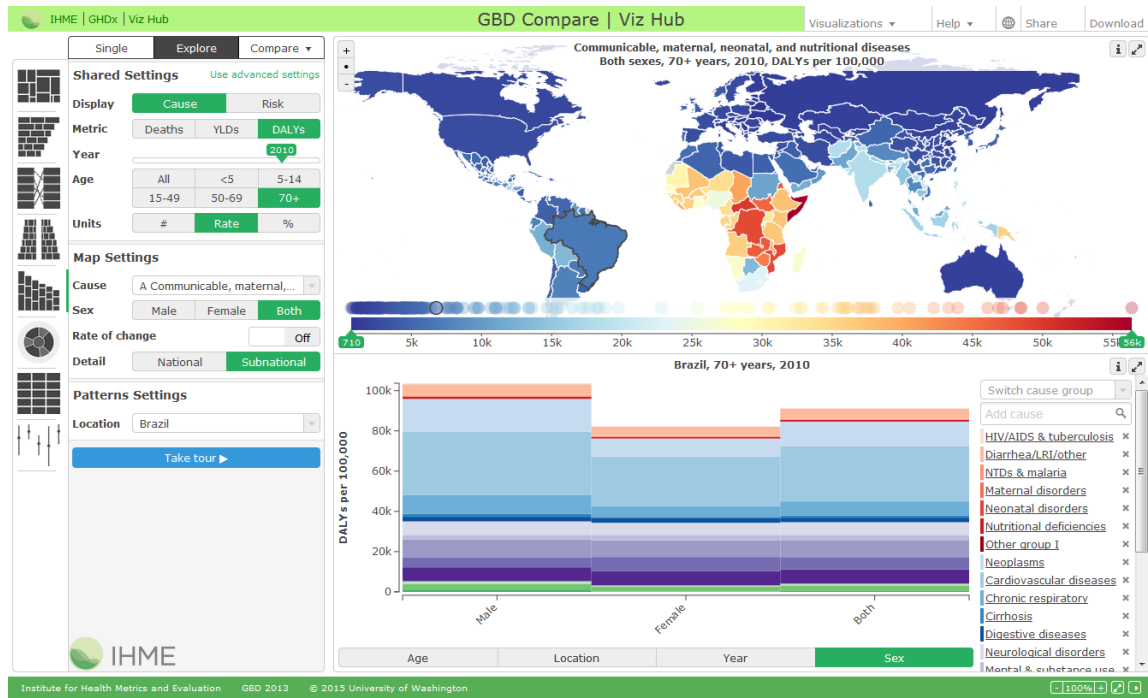 IHME | GHDx | Viz Hub
GBD Compare | Viz Hub
Visualizations ▾
Help ▾
Share
Download
Single
Explore
Compare ▾
Shared Settings
Use advanced settings
Display
Cause
Risk
Metric
Deaths
YLDs
DALYs
Year
2010
Age
All
<5
5-14
15-49
50-69
70+
Units
#
Rate
%
Map Settings
Cause
A Communicable, maternal,...
Sex
Male
Female
Both
Rate of change
Off
Detail
National
Subnational
Patterns Settings
Location
Brazil
Take tour ▶
IHME
+
-
Communicable, maternal, neonatal, and nutritional diseases
Both sexes, 70+ years, 2010, DALYs per 100,000
i
710
5k
10k
15k
20k
25k
30k
35k
40k
45k
50k
56k
Brazil, 70+ years, 2010
i
DALYs per 100,000
100k
80k
60k
40k
20k
0
Male
Female
Both
Switch cause group
Add cause
HIV/AIDS & tuberculosis ×
Diarrhea/LRI/other ×
NTDs & malaria ×
Maternal disorders ×
Neonatal disorders ×
Nutritional deficiencies ×
Other group I ×
Neoplasms ×
Cardiovascular diseases ×
Chronic respiratory ×
Cirrhosis ×
Digestive diseases ×
Neurological disorders ×
Mental & substance use ×
Age
Location
Year
Sex
Institute for Health Metrics and Evaluation
GBD 2013
© 2015 University of Washington
- 100% +